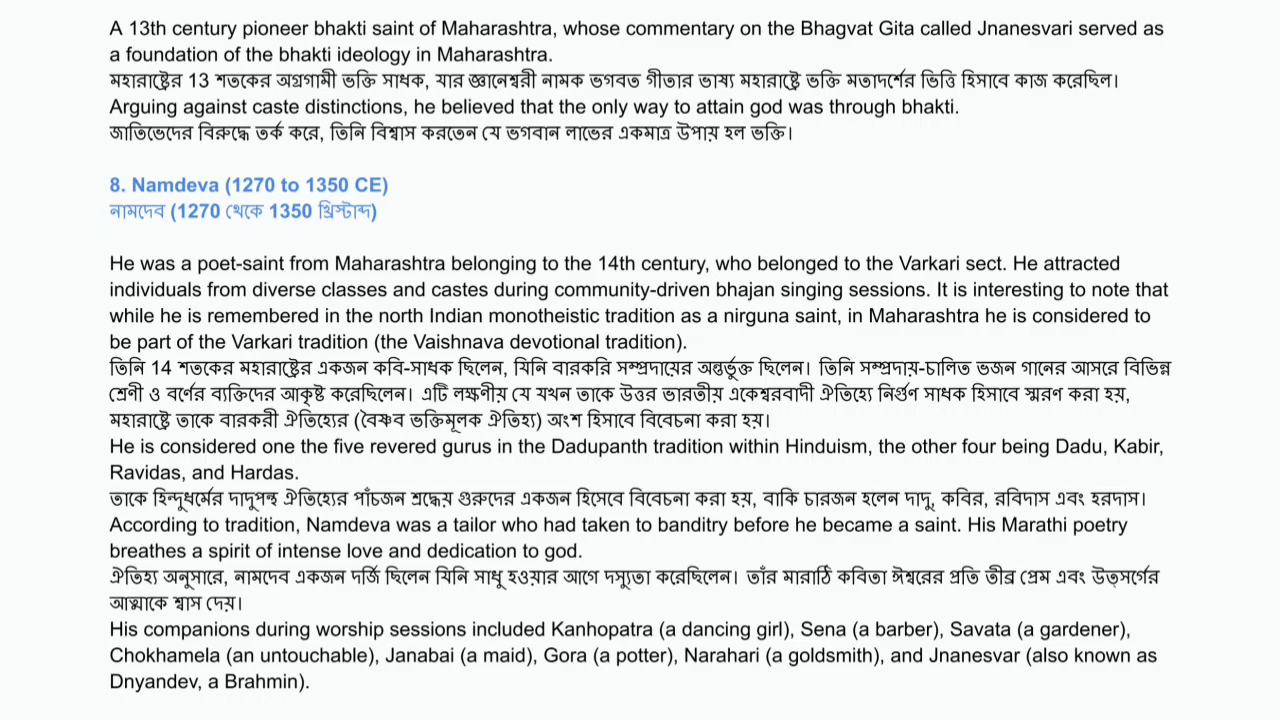 A 13th century pioneer bhakti saint of Maharashtra, whose commentary on the Bhagvat Gita called Jnanesvari served as
a foundation of the bhakti ideology in Maharashtra.
মহারাষ্ট্রের 13 শতকের অগ্রগামী ভক্তি সাধক, যার জ্ঞানেশ্বরী নামক ভগবত গীতার ভাষ্য মহারাষ্ট্রে ভক্তি মতাদর্শের ভিত্তি হিসাবে কাজ করেছিল।
Arguing against caste distinctions, he believed that the only way to attain god was through bhakti.
জাতিভেদের বিরুদ্ধে তর্ক করে, তিনি বিশ্বাস করতেন যে ভগবান লাভের একমাত্র উপায় হল ভক্তি।
8. Namdeva (1270 to 1350 CE)
নামদেব (1270 থেকে 1350 খ্রিস্টাব্দ)
He was a poet-saint from Maharashtra belonging to the 14th century, who belonged to the Varkari sect. He attracted
individuals from diverse classes and castes during community-driven bhajan singing sessions. It is interesting to note that
while he is remembered in the north Indian monotheistic tradition as a nirguna saint, in Maharashtra he is considered to
be part of the Varkari tradition (the Vaishnava devotional tradition).
তিনি 14 শতকের মহারাষ্ট্রের একজন কবি-সাধক ছিলেন, যিনি বারকরি সম্প্রদায়ের অন্তর্ভুক্ত ছিলেন। তিনি সম্প্রদায়-চালিত ভজন গানের আসরে বিভিন্ন
শ্রেণী ও বর্ণের ব্যক্তিদের আকৃষ্ট করেছিলেন। এটি লক্ষণীয় যে যখন তাকে উত্তর ভারতীয় একেশ্বরবাদী ঐতিহ্যে নির্গুণ সাধক হিসাবে স্মরণ করা হয়,
মহারাষ্ট্রে তাকে বারকরী ঐতিহ্যের (বৈষ্ণব ভক্তিমূলক ঐতিহ্য) অংশ হিসাবে বিবেচনা করা হয়।
He is considered one the five revered gurus in the Dadupanth tradition within Hinduism, the other four being Dadu, Kabir,
Ravidas, and Hardas.
তাকে হিন্দুধর্মের দাদুপন্থ ঐতিহ্যের পাঁচজন শ্রদ্ধেয় গুরুদের একজন হিসেবে বিবেচনা করা হয়, বাকি চারজন হলেন দাদু, কবির, রবিদাস এবং হরদাস।
According to tradition, Namdeva was a tailor who had taken to banditry before he became a saint. His Marathi poetry
breathes a spirit of intense love and dedication to god.
ঐতিহ্য অনুসারে, নামদেব একজন দর্জি ছিলেন যিনি সাধু হওয়ার আগে দস্যুতা করেছিলেন। তাঁর মারাঠি কবিতা ঈশ্বরের প্রতি তীব্র প্রেম এবং উত্সর্গের
আত্মাকে শ্বাস দেয়।
His companions during worship sessions included Kanhopatra (a dancing girl), Sena (a barber), Savata (a gardener),
Chokhamela (an untouchable), Janabai (a maid), Gora (a potter), Narahari (a goldsmith), and Jnanesvar (also known as
Dnyandev, a Brahmin).